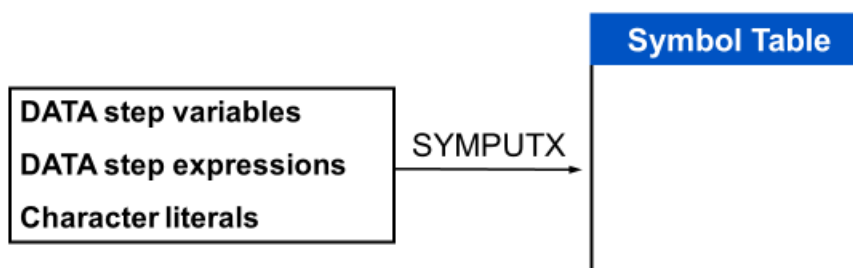 Symbol Table
DATA step variables
DATA step expressions
Character literals
SYMPUTX